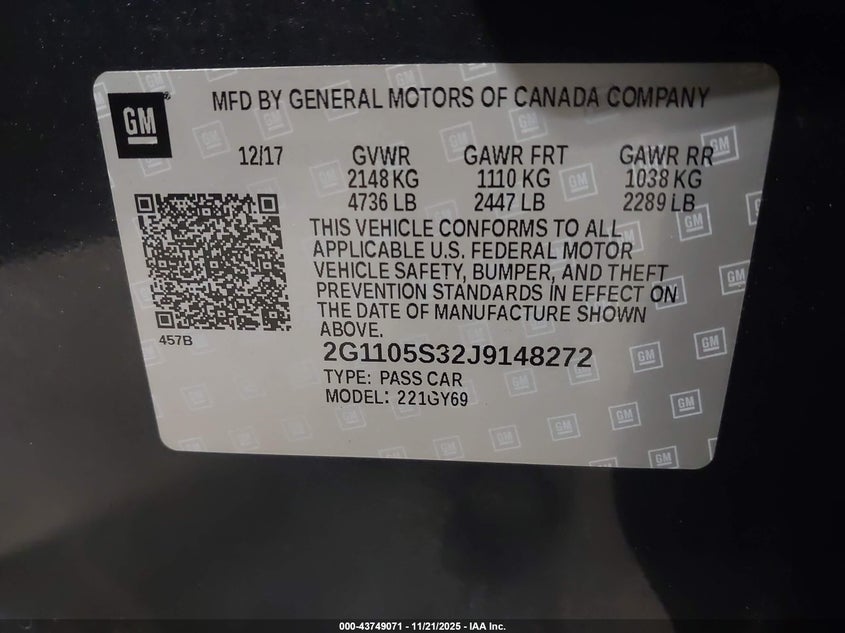 GM
MFD BY GENERAL MOTORS OF CANADA COMPANY
12/17 GVWR GAWR FRT GAWR RR
2148 KG 1110 KG 1038 KG
4736 LB 2447 LB 2289 LB
THIS VEHICLE CONFORMS TO ALL
APPLICABLE U.S. FEDERAL MOTOR
VEHICLE SAFETY, BUMPER, AND THEFT
PREVENTION STANDARDS IN EFFECT ON
THE DATE OF MANUFACTURE SHOWN
ABOVE.
457B
2G1105S32J9148272
TYPE: PASS CAR
MODEL: 221GY69
000-43749071 - 11/21/2025 - IAA Inc.